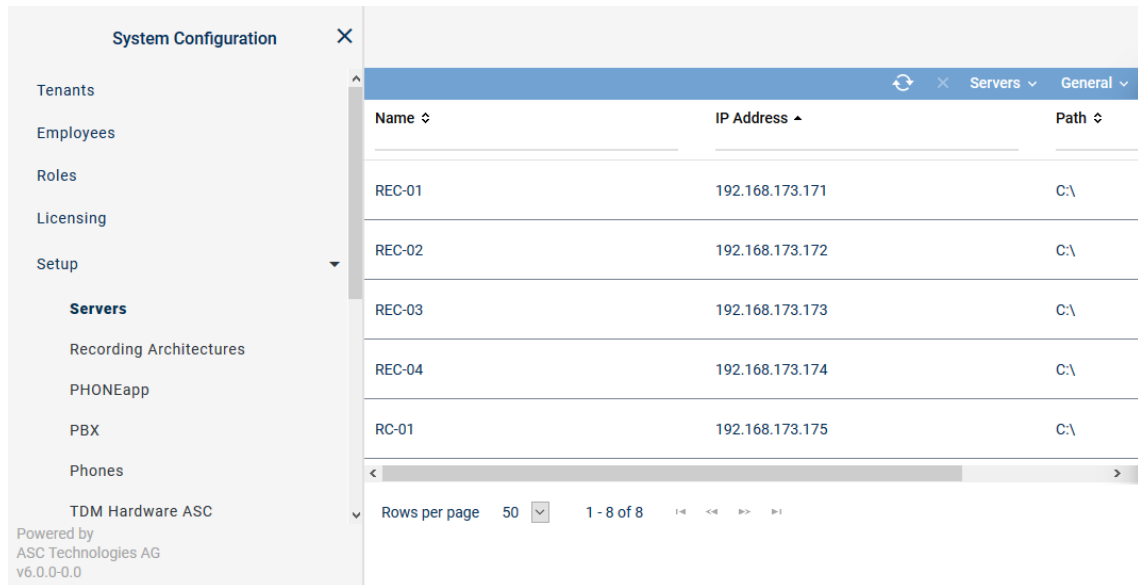 System Configuration
Tenants
Employees
Roles
Licensing
Setup
Servers
Recording Architectures
PHONEapp
PBX
Phones
TDM Hardware ASC
Powered by
ASC Technologies AG
v6.0.0-0.0
Servers General
Name IP Address Path
REC-01 192.168.173.171 C:\
REC-02 192.168.173.172 C:\
REC-03 192.168.173.173 C:\
REC-04 192.168.173.174 C:\
RC-01 192.168.173.175 C:\
Rows per page 50 1 - 8 of 8